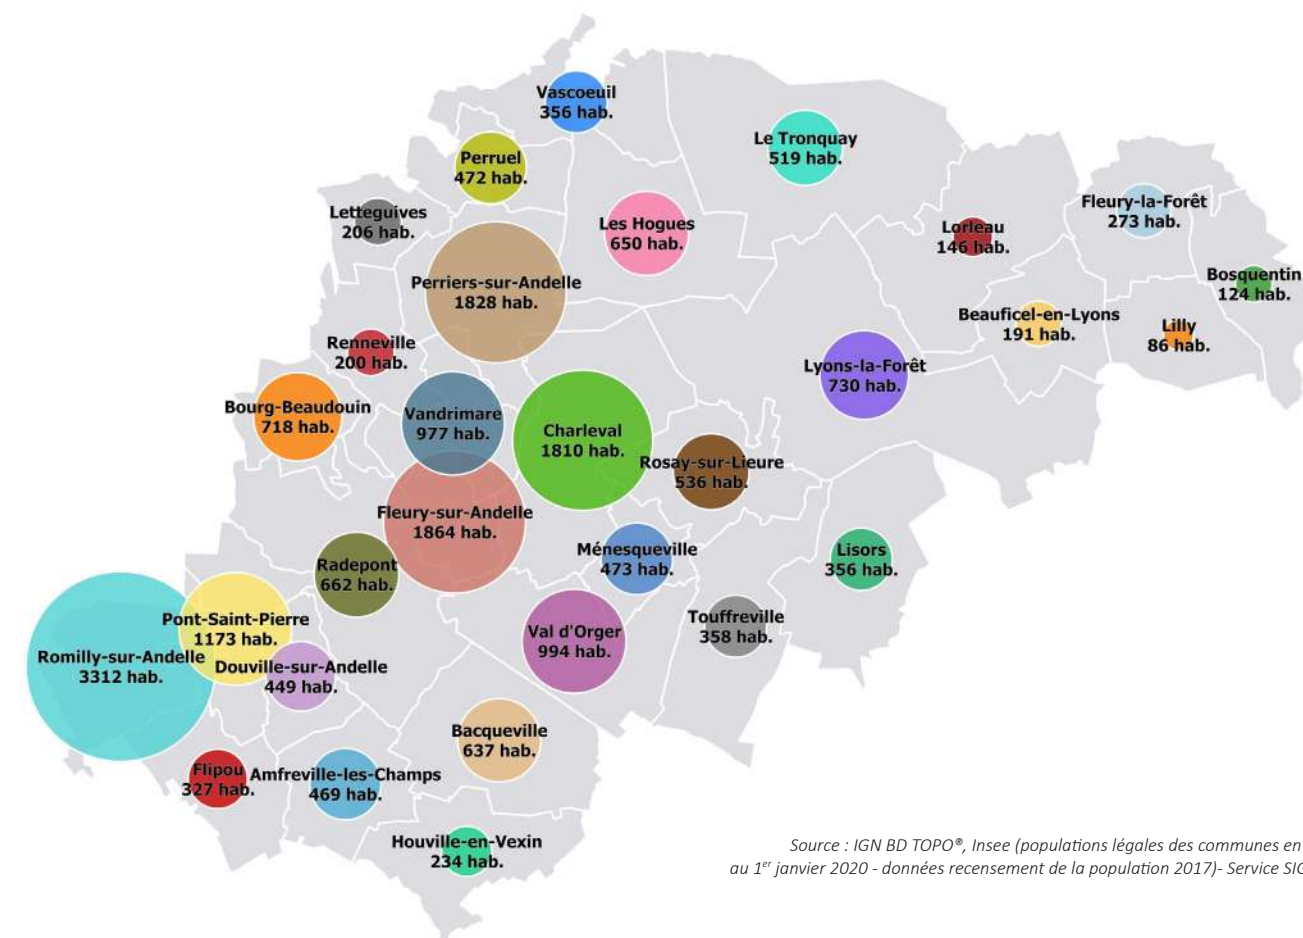 Vascoeuil
356 hab.
Le Tronquay
519 hab.
Perruel
472 hab.
Letteguives
206 hab.
Les Hogues
650 hab.
Fleury-la-Forêt
273 hab.
Lorleau
146 hab.
Bosquentin
124 hab.
Perriers-sur-Andelle
1828 hab.
Beauficel-en-Lyons
191 hab.
Lilly
86 hab.
Renneville
200 hab.
Lyons-la-Forêt
730 hab.
Bourg-Beaudouin
718 hab.
Vandrimare
977 hab.
Charleval
1810 hab.
Rosay-sur-Lieure
536 hab.
Fleury-sur-Andelle
1864 hab.
Ménesqueville
473 hab.
Lisors
356 hab.
Radepont
662 hab.
Pont-Saint-Pierre
1173 hab.
Touffreville
358 hab.
Val d'Orger
994 hab.
Romilly-sur-Andelle
3312 hab.
Douville-sur-Andelle
449 hab.
Bacqueville
637 hab.
Flipou
327 hab.
Amfreville-les-Champs
469 hab.
Houville-en-Vexin
234 hab.
Source : IGN BD TOPO®, Insee (populations légales des communes en
au 1er janvier 2020 - données recensement de la population 2017)- Service SIG